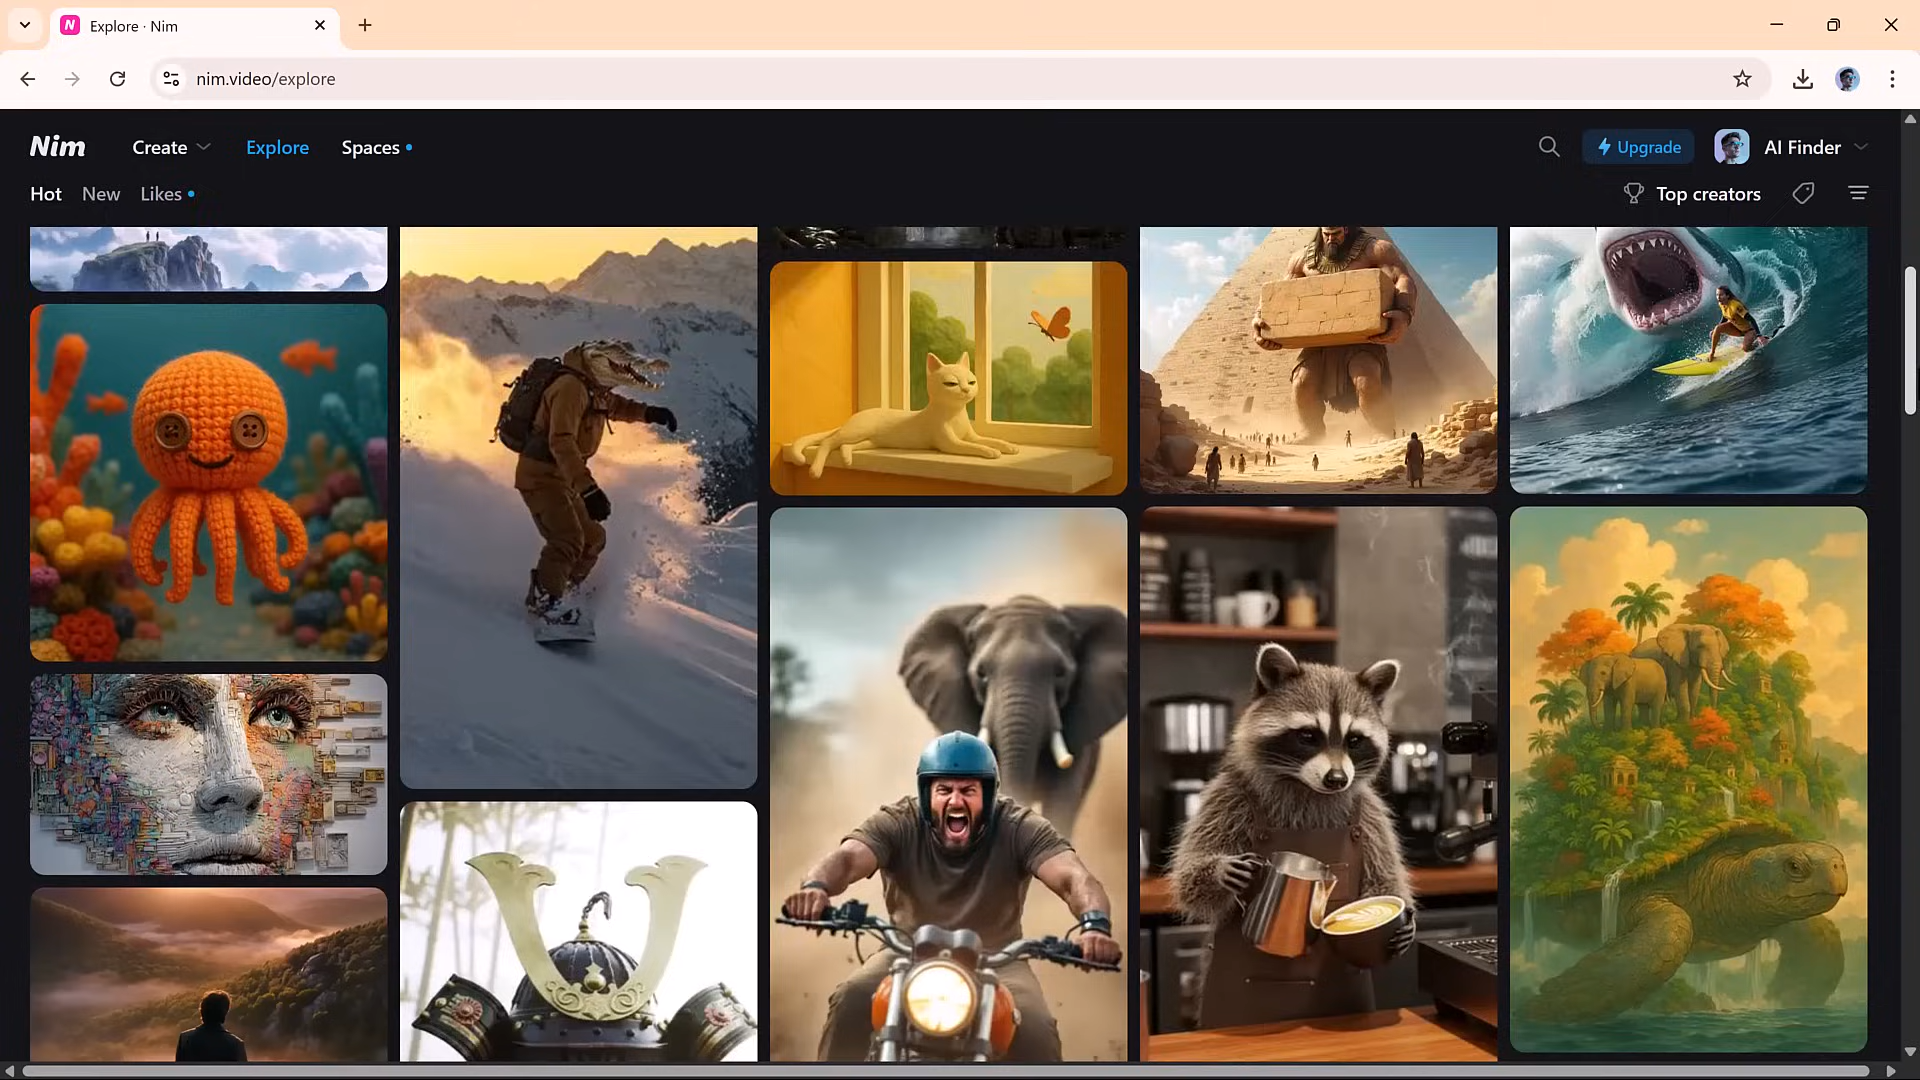 Explore · Nim
nim.video/explore
Nim
Create
Explore
Spaces
Upgrade
AI Finder
Hot
New
Likes
Top creators